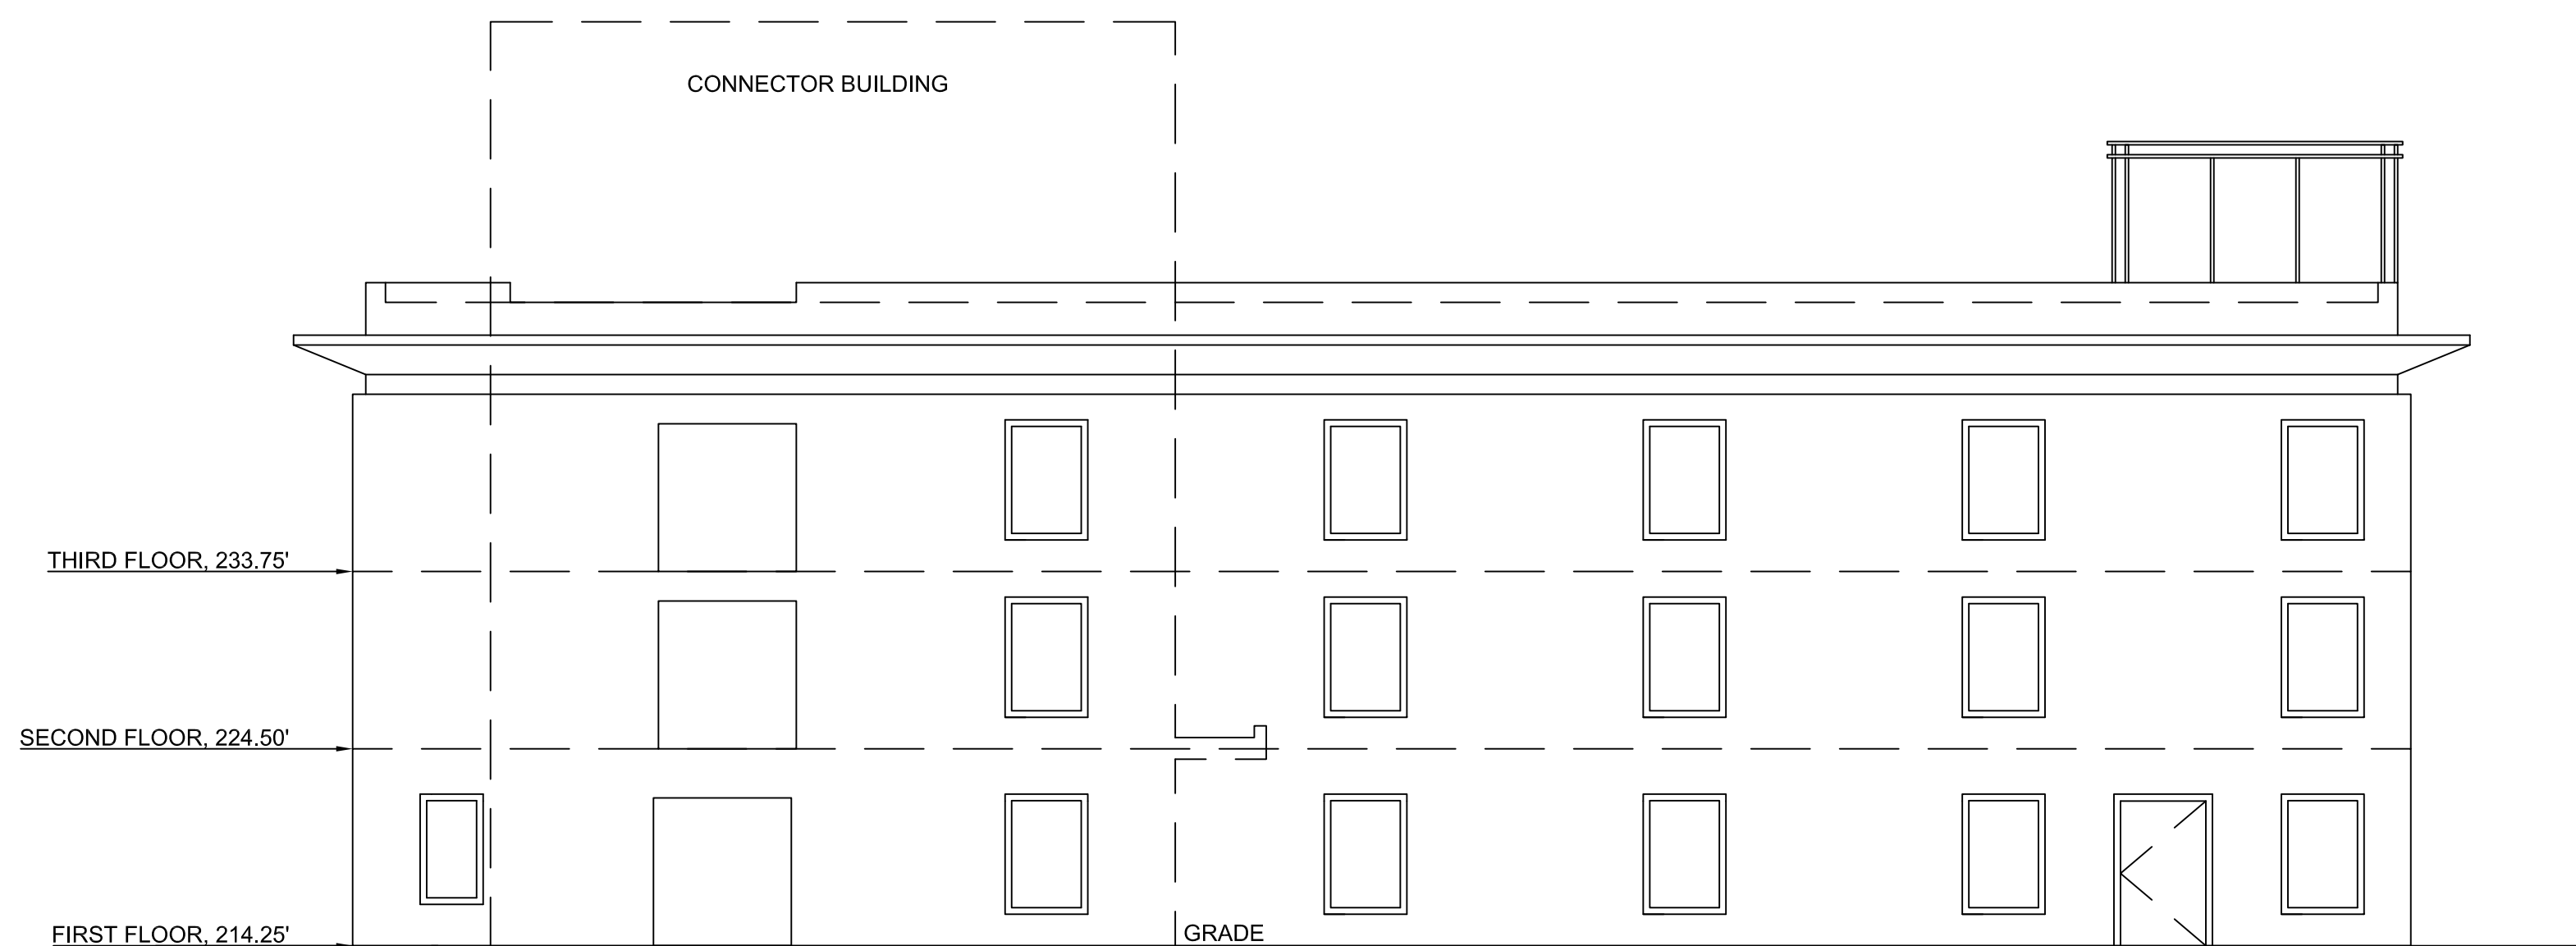 CONNECTOR BUILDING
THIRD FLOOR, 233.75'
SECOND FLOOR, 224.50'
FIRST FLOOR, 214.25'
GRADE